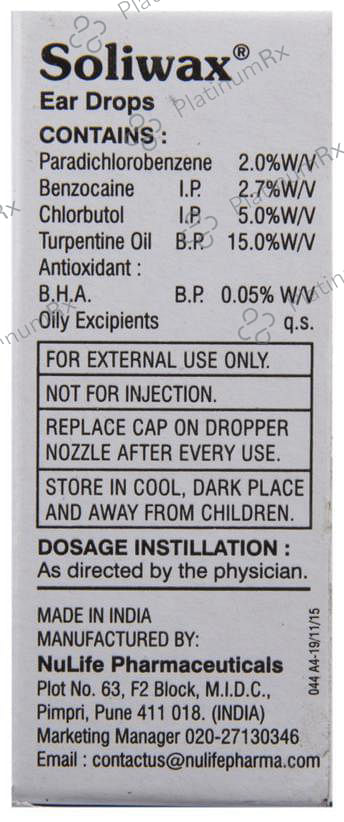 Soliwax®
Ear Drops
CONTAINS :
Paradichlorobenzene 2.0%W/V
Benzocaine I.P. 2.7%W/V
Chlorbutol I.P. 5.0%W/V
Turpentine Oil B.P. 15.0%W/V
Antioxidant :
B.H.A. B.P. 0.05% W/V
Oily Excipients q.s.
FOR EXTERNAL USE ONLY.
NOT FOR INJECTION.
REPLACE CAP ON DROPPER
NOZZLE AFTER EVERY USE.
STORE IN COOL, DARK PLACE
AND AWAY FROM CHILDREN.
DOSAGE INSTILLATION :
As directed by the physician.
MADE IN INDIA
MANUFACTURED BY:
NuLife Pharmaceuticals
Plot No. 63, F2 Block, M.I.D.C.,
Pimpri, Pune 411 018. (INDIA)
Marketing Manager 020-27130346
Email : contactus@nulifepharma.com
044 A4-19/11/15
PlatinumRx
PlatinumRx
PlatinumRx